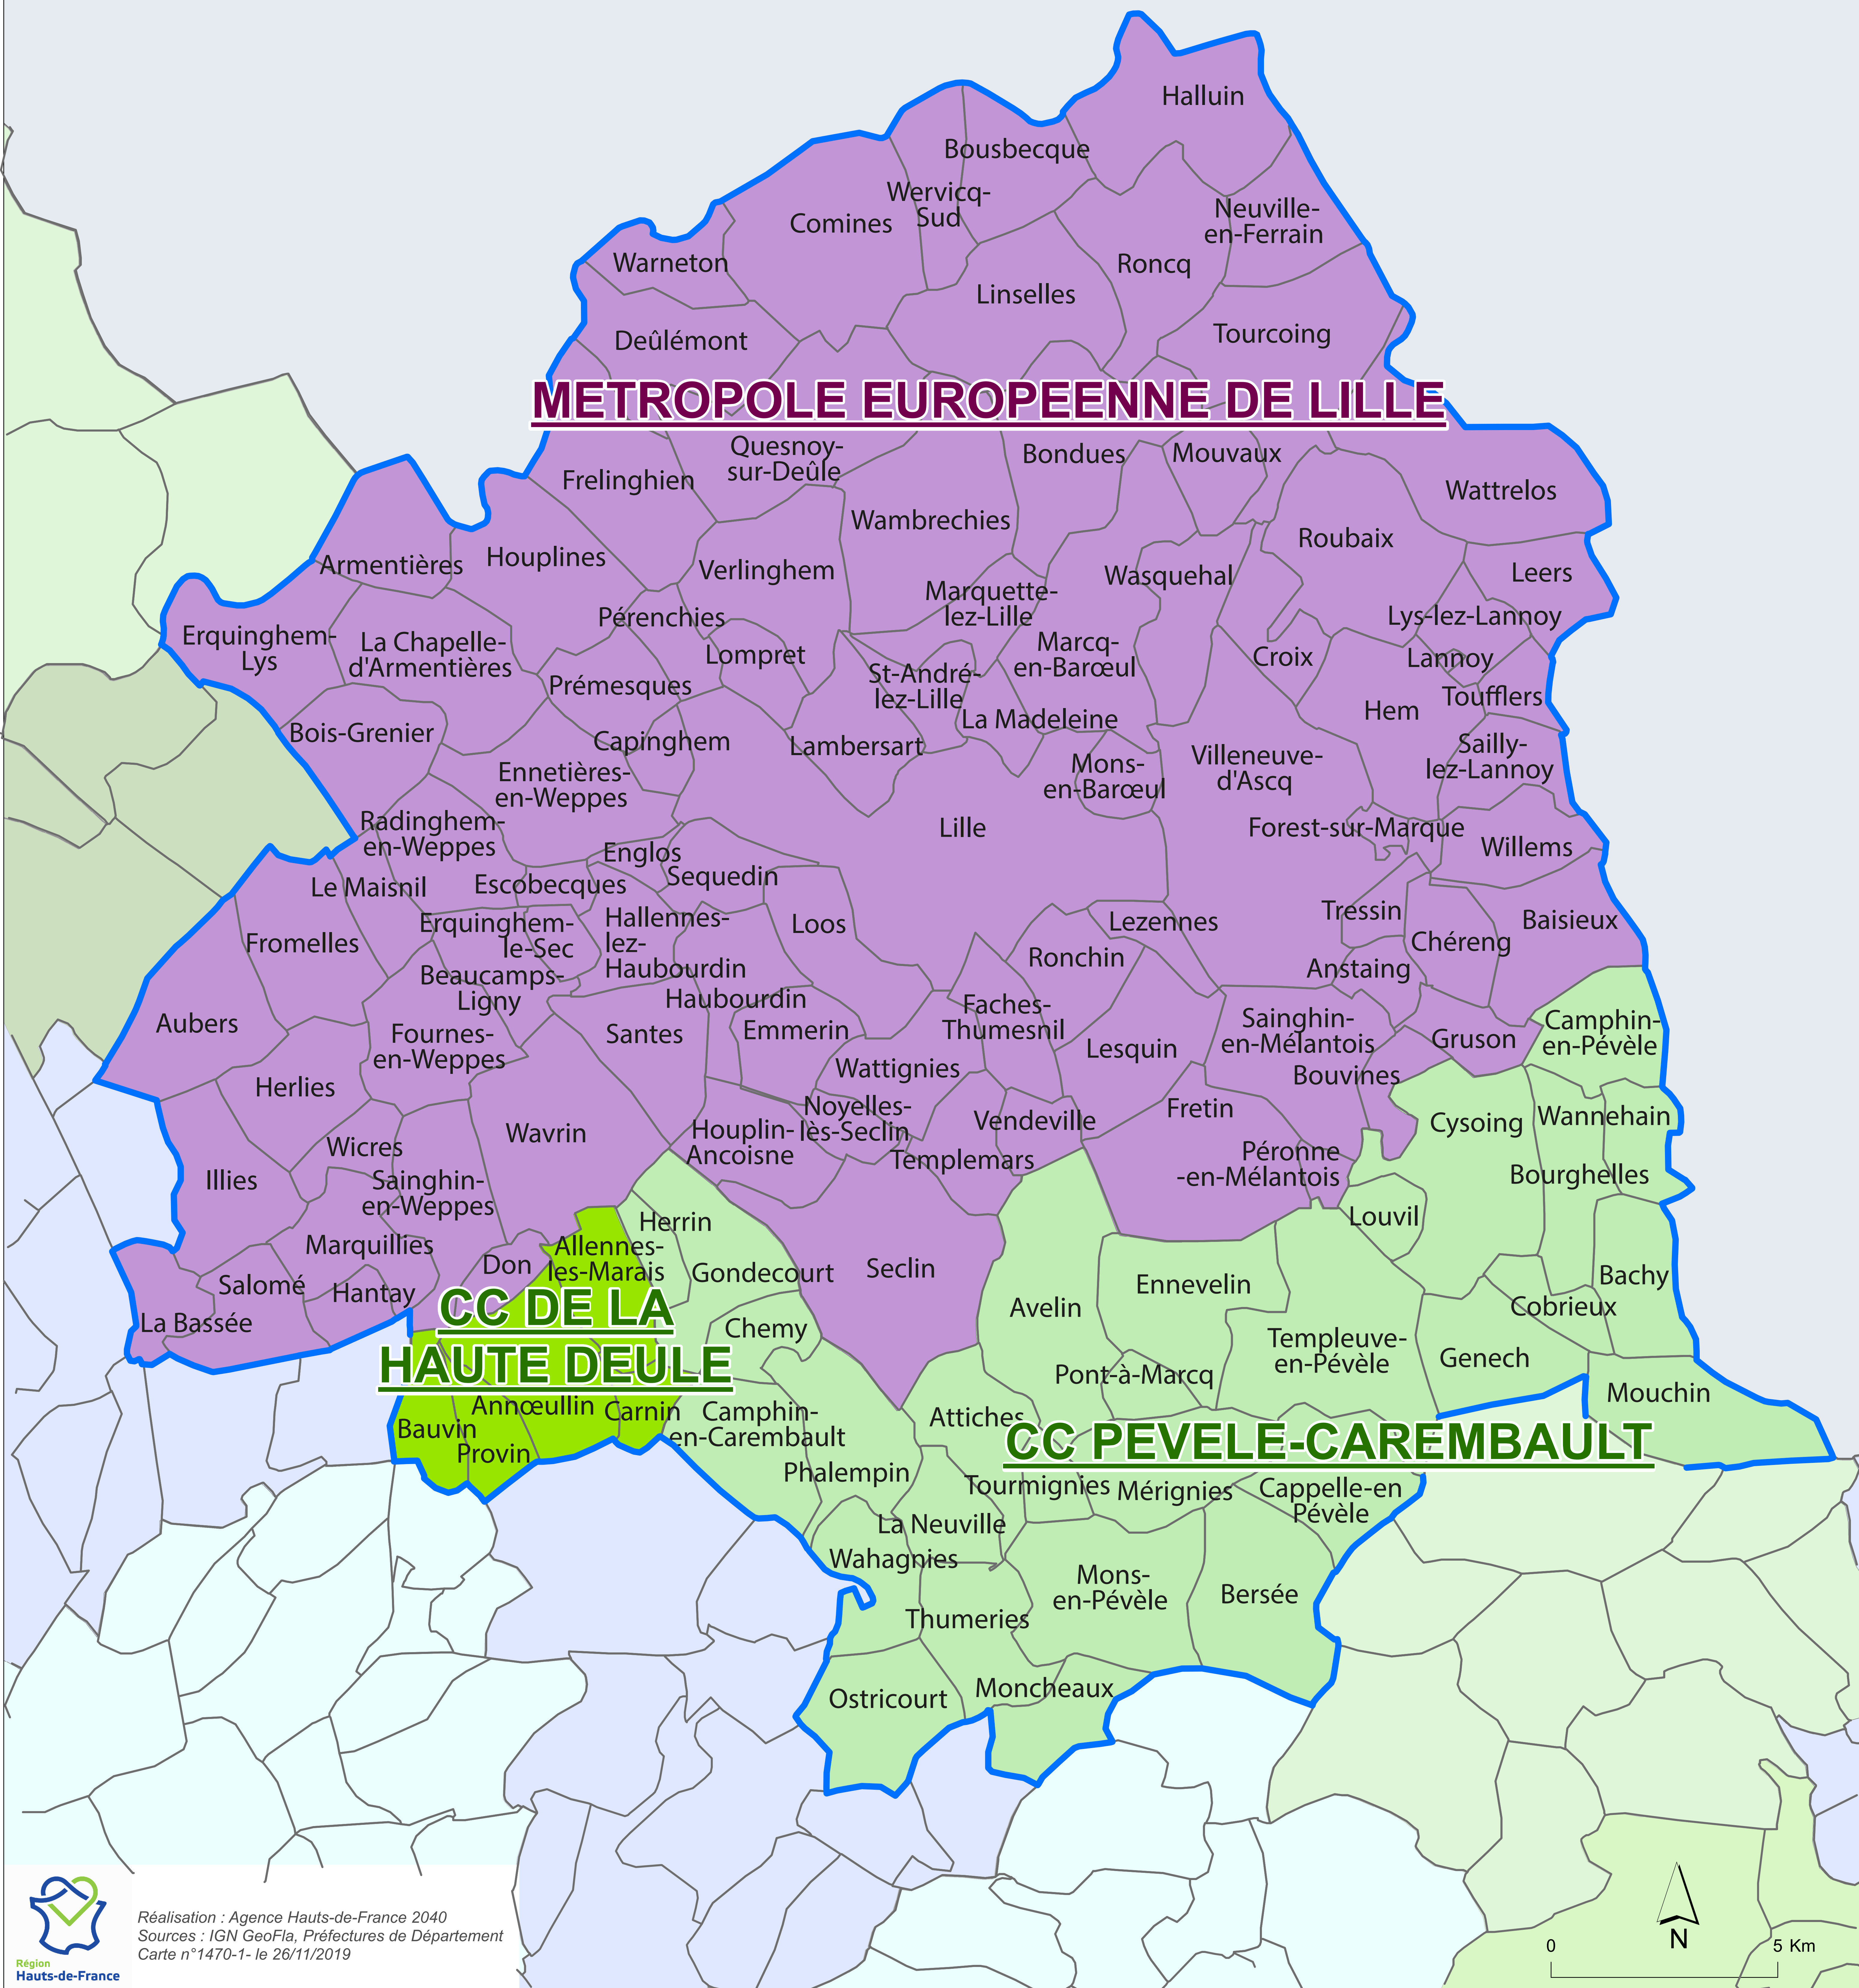 Halluin
Bousbecque
Wervicq-
Sud
Comines
Neuville-
en-Ferrain
Warneton
Roncq
Linselles
Deûlémont
Tourcoing
METROPOLE EUROPEENNE DE LILLE
Quesnoy-
sur-Deûle
Bondues
Mouvaux
Frelinghien
Wattrelos
Wambrechies
Roubaix
Armentières
Houplines
Verlinghem
Wasquehal
Leers
Marquette-
lez-Lille
Pérenchies
Lys-lez-Lannoy
Erquinghem-
Lys
La Chapelle-
d'Armentières
Lompret
Marcq-
en-Barœul
Croix
Lannoy
St-André-
lez-Lille
Prémesques
Toufflers
Hem
La Madeleine
Bois-Grenier
Capinghem
Lambersart
Sailly-
lez-Lannoy
Villeneuve-
d'Ascq
Mons-
en-Barœul
Ennetières-
en-Weppes
Radinghem-
en-Weppes
Lille
Forest-sur-Marque
Willems
Englos
Sequedin
Le Maisnil
Escobecques
Erquinghem-
le-Sec
Hallennes-
lez-
Haubourdin
Loos
Lezennes
Tressin
Baisieux
Fromelles
Chéreng
Ronchin
Anstaing
Beaucamps-
Ligny
Haubourdin
Faches-
Thumesnil
Aubers
Fournes-
en-Weppes
Santes
Emmerin
Sainghin-
en-Mélantois
Gruson
Camphin-
en-Pévèle
Lesquin
Wattignies
Bouvines
Herlies
Noyelles-
lès-Seclin
Fretin
Vendeville
Cysoing
Wannehain
Wicres
Wavrin
Houplin-
Ancoisne
Templemars
Péronne
-en-Mélantois
Bourghelles
Illies
Sainghin-
en-Weppes
Louvil
Herrin
Marquillies
Allennes-
les-Marais
Don
Gondecourt
Seclin
Bachy
Salomé
Hantay
Ennevelin
Avelin
Cobrieux
La Bassée
CC DE LA
HAUTE DEULE
Chemy
Templeuve-
en-Pévèle
Genech
Pont-à-Marcq
Mouchin
Annœullin
Carnin
Bauvin
Provin
Camphin-
en-Carembault
Attiches
CC PEVELE-CAREMBAULT
Phalempin
Tourmignies
Mérignies
Cappelle-en
Pévèle
La Neuville
Wahagnies
Mons-
en-Pévèle
Bersée
Thumeries
Moncheaux
Ostricourt
Région
Hauts-de-France
Réalisation : Agence Hauts-de-France 2040
Sources : IGN GeoFla, Préfectures de Département
Carte n°1470-1- le 26/11/2019
N
0 5 Km